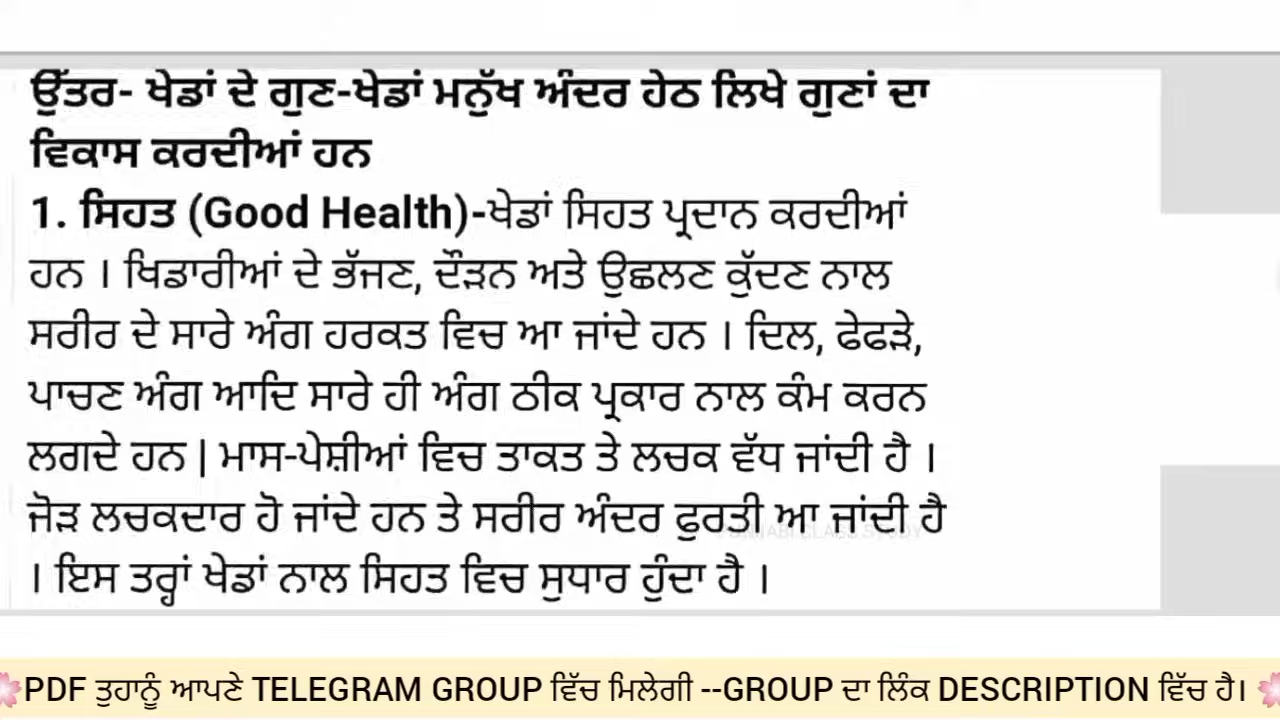 ਉੱਤਰ- ਖੇਡਾਂ ਦੇ ਗੁਣ-ਖੇਡਾਂ ਮਨੁੱਖ ਅੰਦਰ ਹੇਠ ਲਿਖੇ ਗੁਣਾਂ ਦਾ
ਵਿਕਾਸ ਕਰਦੀਆਂ ਹਨ
1. ਸਿਹਤ (Good Health)-ਖੇਡਾਂ ਸਿਹਤ ਪ੍ਰਦਾਨ ਕਰਦੀਆਂ
ਹਨ । ਖਿਡਾਰੀਆਂ ਦੇ ਭੱਜਣ, ਦੌੜਨ ਅਤੇ ਉਛਲਣ ਕੁੱਦਣ ਨਾਲ
ਸਰੀਰ ਦੇ ਸਾਰੇ ਅੰਗ ਹਰਕਤ ਵਿਚ ਆ ਜਾਂਦੇ ਹਨ । ਦਿਲ, ਫੇਫੜੇ,
ਪਾਚਣ ਅੰਗ ਆਦਿ ਸਾਰੇ ਹੀ ਅੰਗ ਠੀਕ ਪ੍ਰਕਾਰ ਨਾਲ ਕੰਮ ਕਰਨ
ਲਗਦੇ ਹਨ | ਮਾਸ-ਪੇਸ਼ੀਆਂ ਵਿਚ ਤਾਕਤ ਤੇ ਲਚਕ ਵੱਧ ਜਾਂਦੀ ਹੈ ।
ਜੋੜ ਲਚਕਦਾਰ ਹੋ ਜਾਂਦੇ ਹਨ ਤੇ ਸਰੀਰ ਅੰਦਰ ਫੁਰਤੀ ਆ ਜਾਂਦੀ ਹੈ
। ਇਸ ਤਰ੍ਹਾਂ ਖੇਡਾਂ ਨਾਲ ਸਿਹਤ ਵਿਚ ਸੁਧਾਰ ਹੁੰਦਾ ਹੈ ।
PDF ਤੁਹਾਨੂੰ ਆਪਣੇ TELEGRAM GROUP ਵਿੱਚ ਮਿਲੇਗੀ --GROUP ਦਾ ਲਿੰਕ DESCRIPTION ਵਿੱਚ ਹੈ।